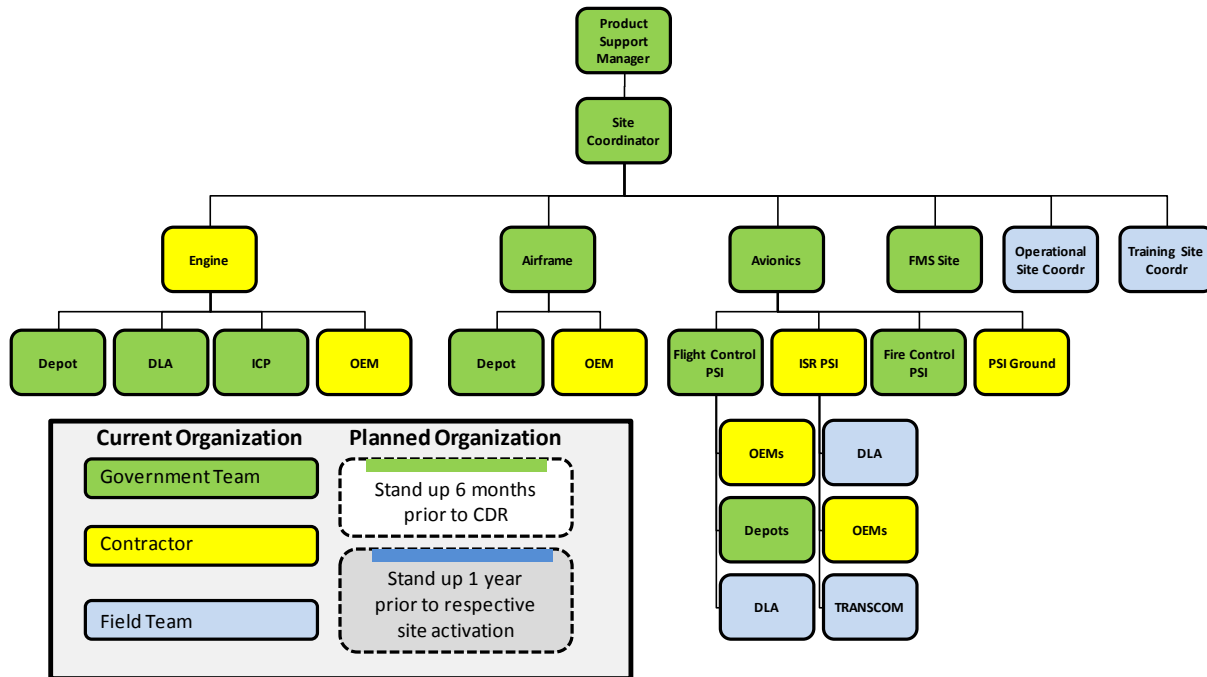 Product
Support
Manager
Site
Coordinator
Engine
Airframe
Avionics
FMS Site
Operational
Site Coordr
Training Site
Coordr
Depot
DLA
ICP
OEM
Depot
OEM
Flight Control
PSI
ISR PSI
Fire Control
PSI
PSI Ground
OEMs
DLA
Depots
OEMs
DLA
TRANSCOM
Current Organization
Planned Organization
Government Team
Contractor
Field Team
Stand up 6 months
prior to CDR
Stand up 1 year
prior to respective
site activation